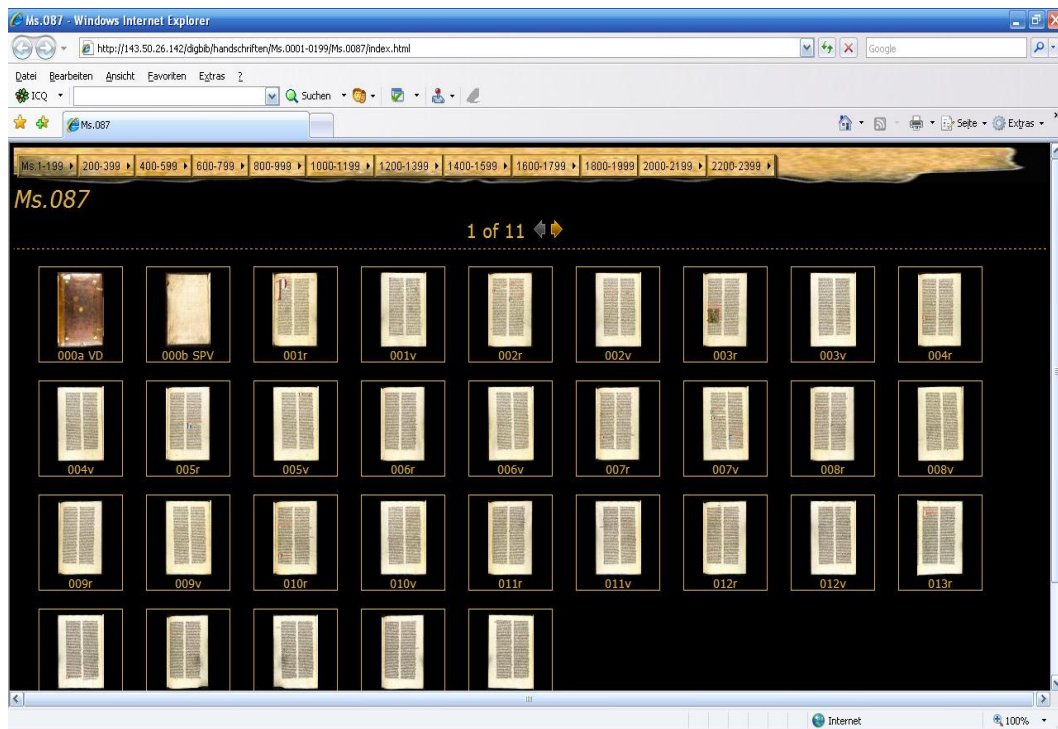 Ms.087 - Windows Internet Explorer
http://143.50.26.142/digbib/handschriften/Ms.0001-0199/Ms.0087/index.html
Google
Datei Bearbeiten Ansicht Favoriten Extras ?
ICQ Suchen
Ms.087 Seite Extras
Ms.1-199 200-399 400-599 600-799 800-999 1000-1199 1200-1399 1400-1599 1600-1799 1800-1999 2000-2199 2200-2399
Ms.087
1 of 11
000a VD 000b SPV 001r 001v 002r 002v 003r 003v 004r
004v 005r 005v 006r 006v 007r 007v 008r 008v
009r 009v 010r 010v 011r 011v 012r 012v 013r
Internet 100%